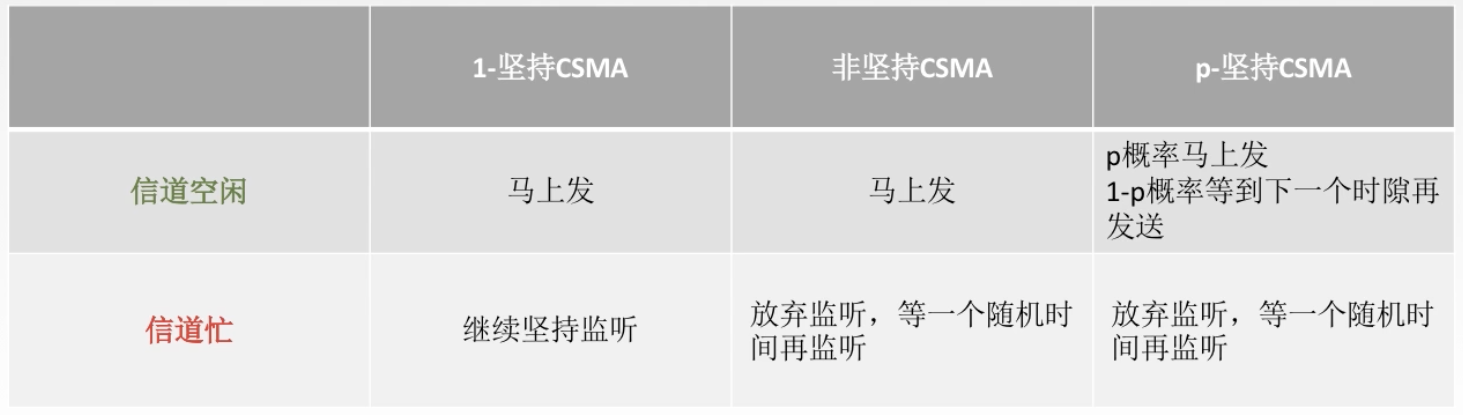 1-坚持CSMA
非坚持CSMA
p-坚持CSMA
信道空闲
马上发
马上发
p概率马上发
1-p概率等到下一个时隙再
发送
信道忙
继续坚持监听
放弃监听，等一个随机时
间再监听
放弃监听，等一个随机时
间再监听